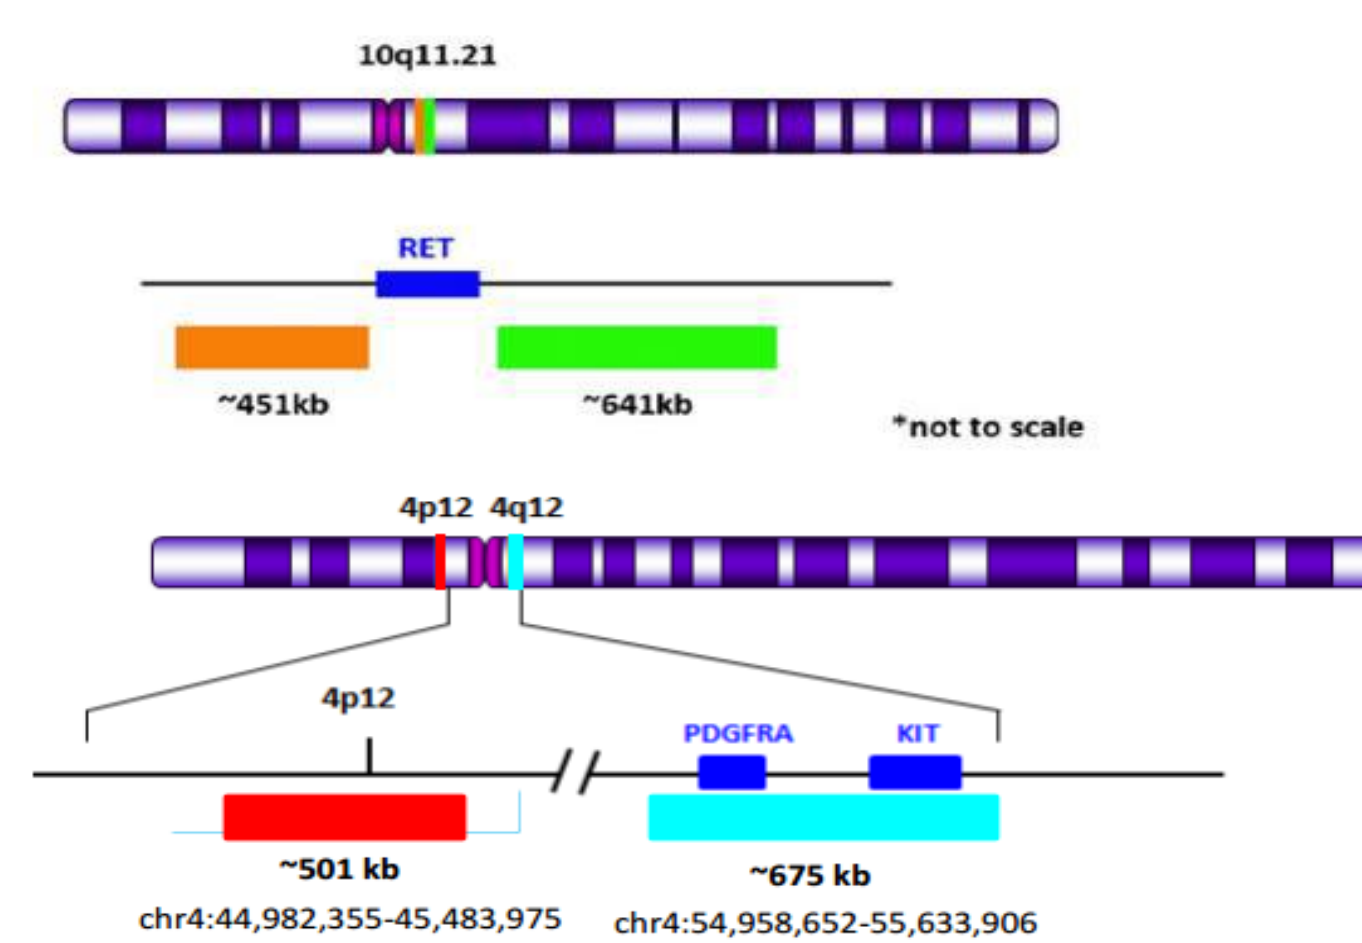 10q11.21
RET
~451kb
~641kb
*not to scale
4p12 4q12
4p12
PDGFRA
KIT
~501 kb
~675 kb
chr4:44,982,355-45,483,975
chr4:54,958,652-55,633,906